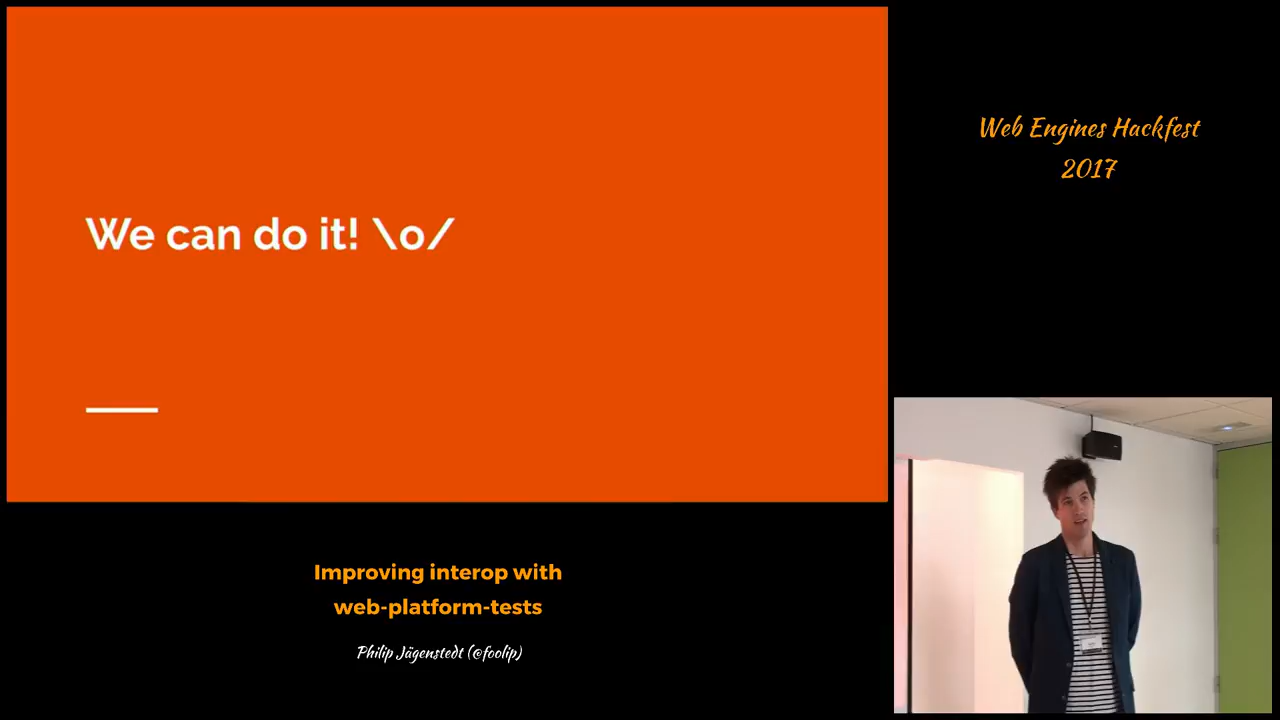 We can do it! \o/
Web Engines Hackfest
2017
Improving interop with
web-platform-tests
Philip Jägenstedt (@foolip)